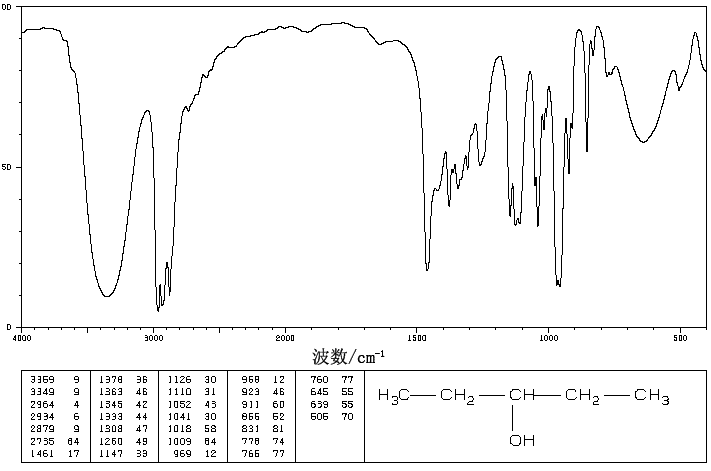 00
50
0
4000 3000 2000 1500 1000 500
波数/cm⁻¹
3359 9 1378 36 1126 30 968 12 760 77
3349 9 1363 46 1110 31 923 46 645 55
2964 4 1345 42 1052 43 911 60 639 55
2934 6 1333 44 1041 30 855 52 505 70
2879 9 1308 47 1018 58 831 81
2735 64 1260 49 1009 64 778 74
1461 17 1147 33 969 12 766 77
H₃C—CH₂—CH—CH₂—CH₃
OH